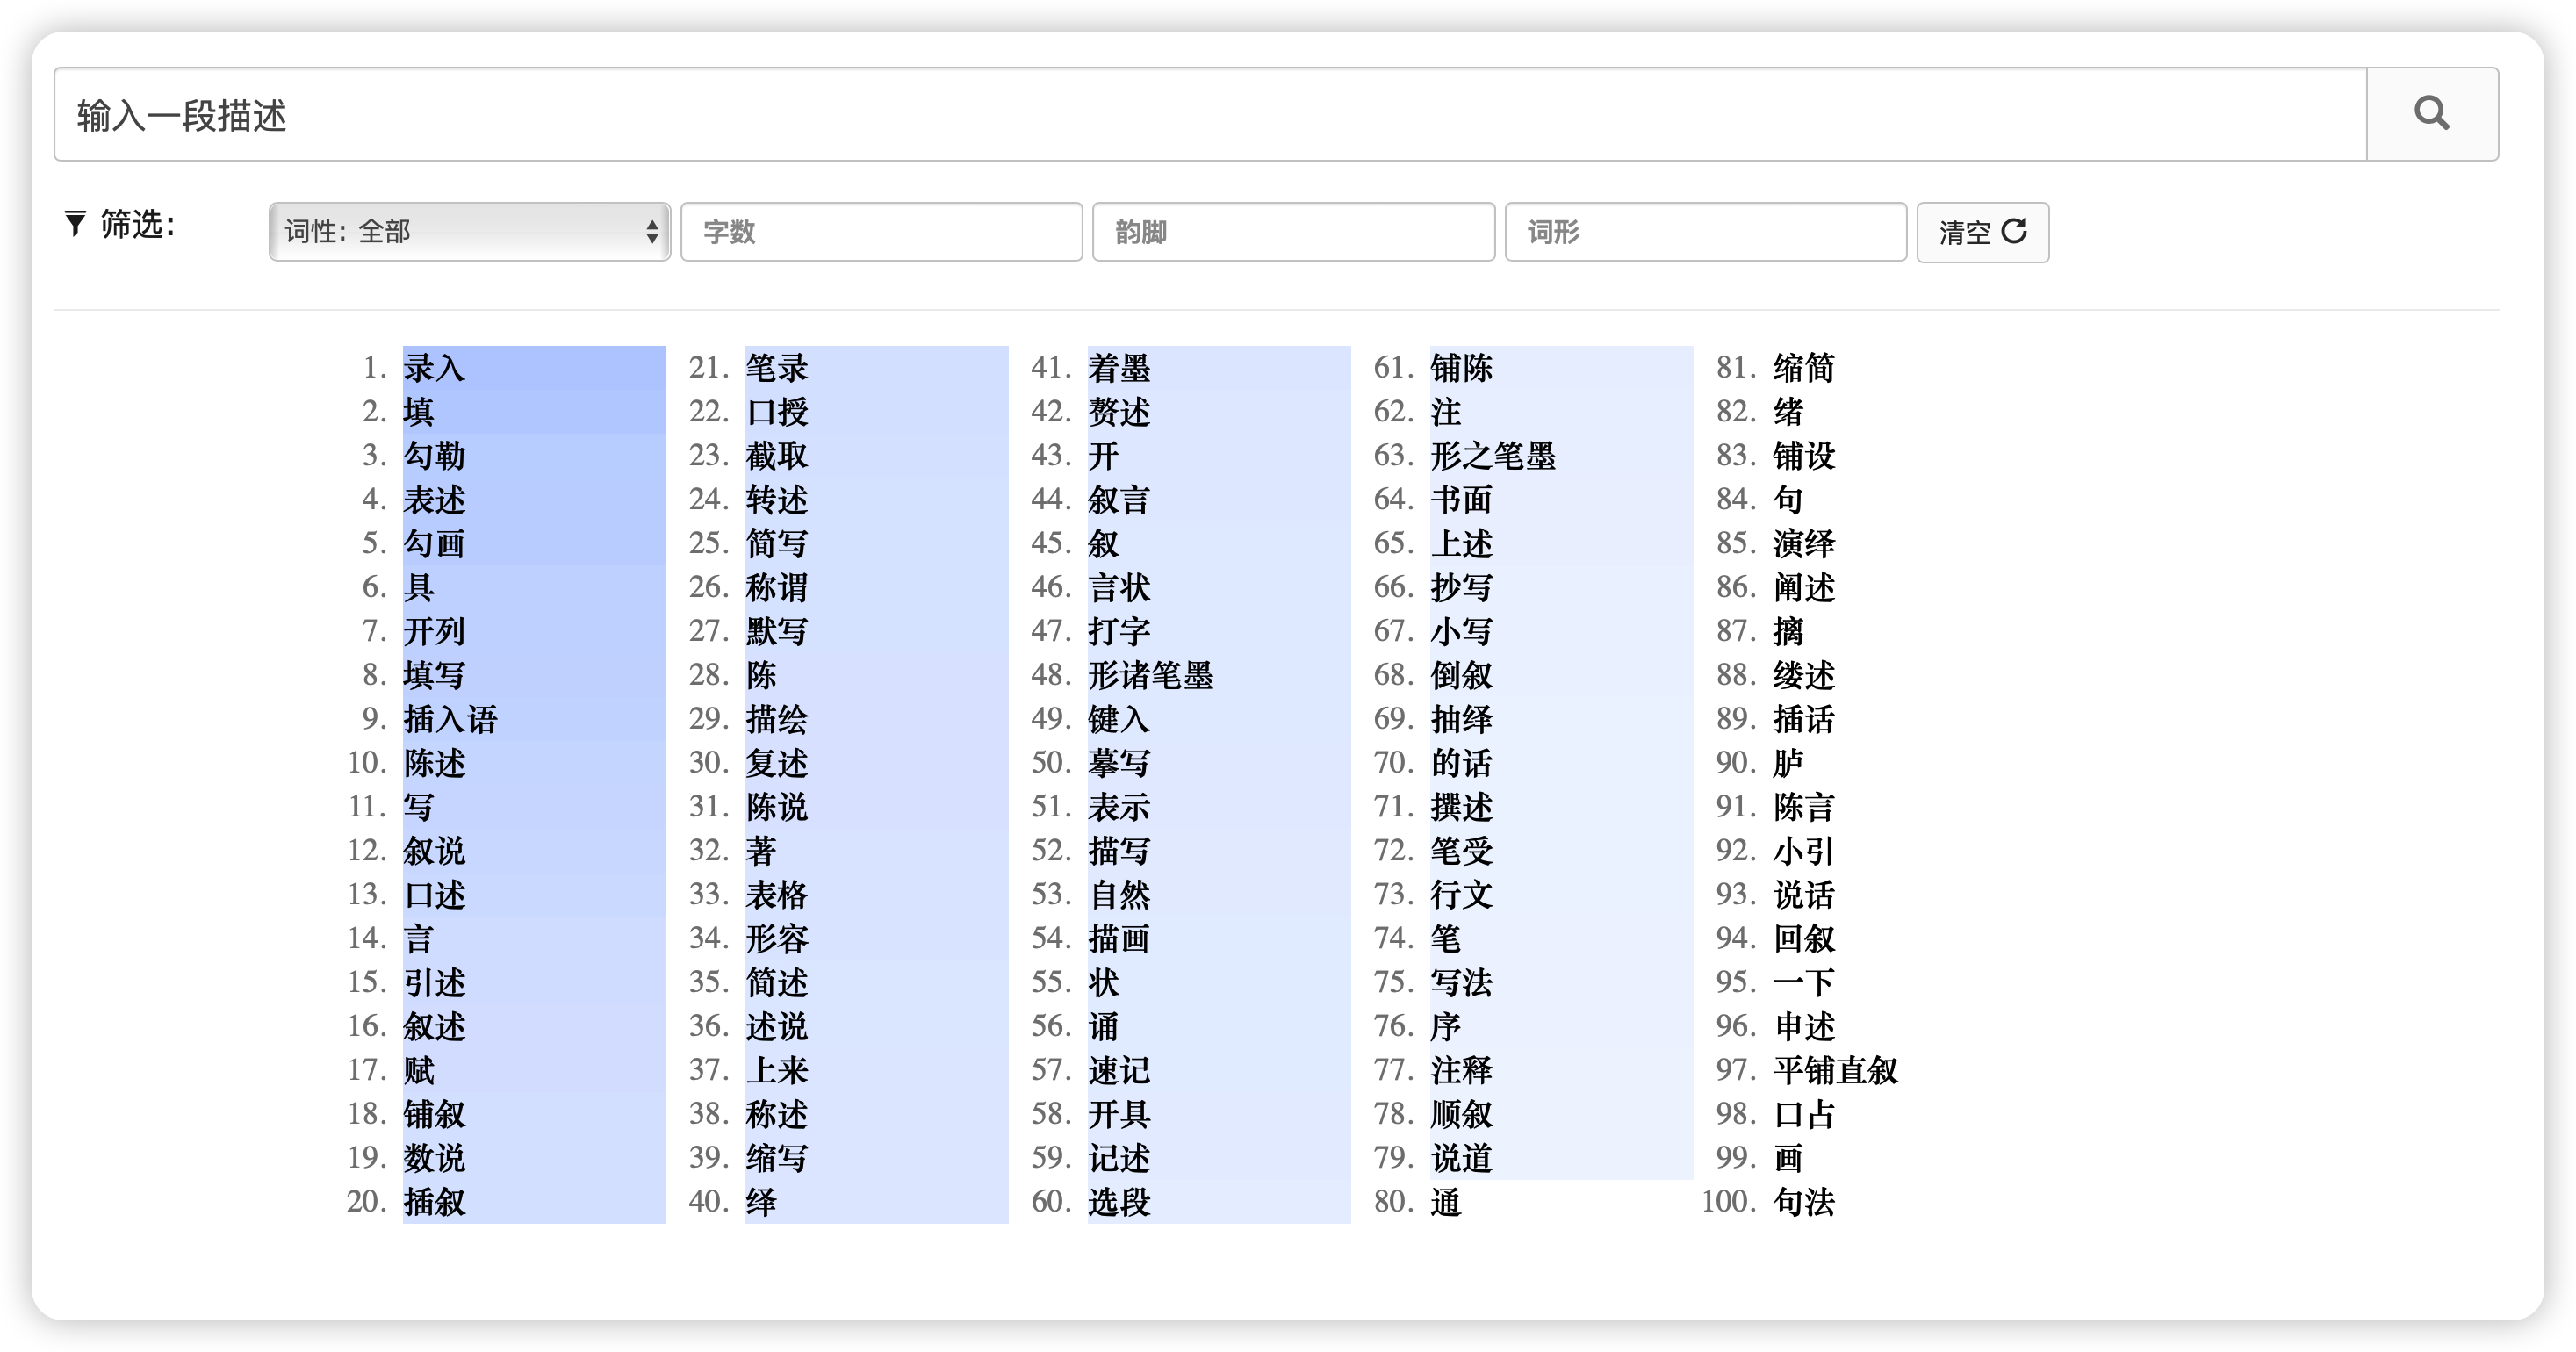 输入一段描述
筛选：
词性：全部
字数
韵脚
词形
清空
1. 录入
2. 填
3. 勾勒
4. 表述
5. 勾画
6. 具
7. 开列
8. 填写
9. 插入语
10. 陈述
11. 写
12. 叙说
13. 口述
14. 言
15. 引述
16. 叙述
17. 赋
18. 铺叙
19. 数说
20. 插叙
21. 笔录
22. 口授
23. 截取
24. 转述
25. 简写
26. 称谓
27. 默写
28. 陈
29. 描绘
30. 复述
31. 陈说
32. 著
33. 表格
34. 形容
35. 简述
36. 述说
37. 上来
38. 称述
39. 缩写
40. 绎
41. 着墨
42. 赘述
43. 开
44. 叙言
45. 叙
46. 言状
47. 打字
48. 形诸笔墨
49. 键入
50. 摹写
51. 表示
52. 描写
53. 自然
54. 描画
55. 状
56. 诵
57. 速记
58. 开具
59. 记述
60. 选段
61. 铺陈
62. 注
63. 形之笔墨
64. 书面
65. 上述
66. 抄写
67. 小写
68. 倒叙
69. 抽绎
70. 的话
71. 撰述
72. 笔受
73. 行文
74. 笔
75. 写法
76. 序
77. 注释
78. 顺叙
79. 说道
80. 通
81. 缩简
82. 绪
83. 铺设
84. 句
85. 演绎
86. 阐述
87. 摛
88. 缕述
89. 插话
90. 胪
91. 陈言
92. 小引
93. 说话
94. 回叙
95. 一下
96. 申述
97. 平铺直叙
98. 口占
99. 画
100. 句法